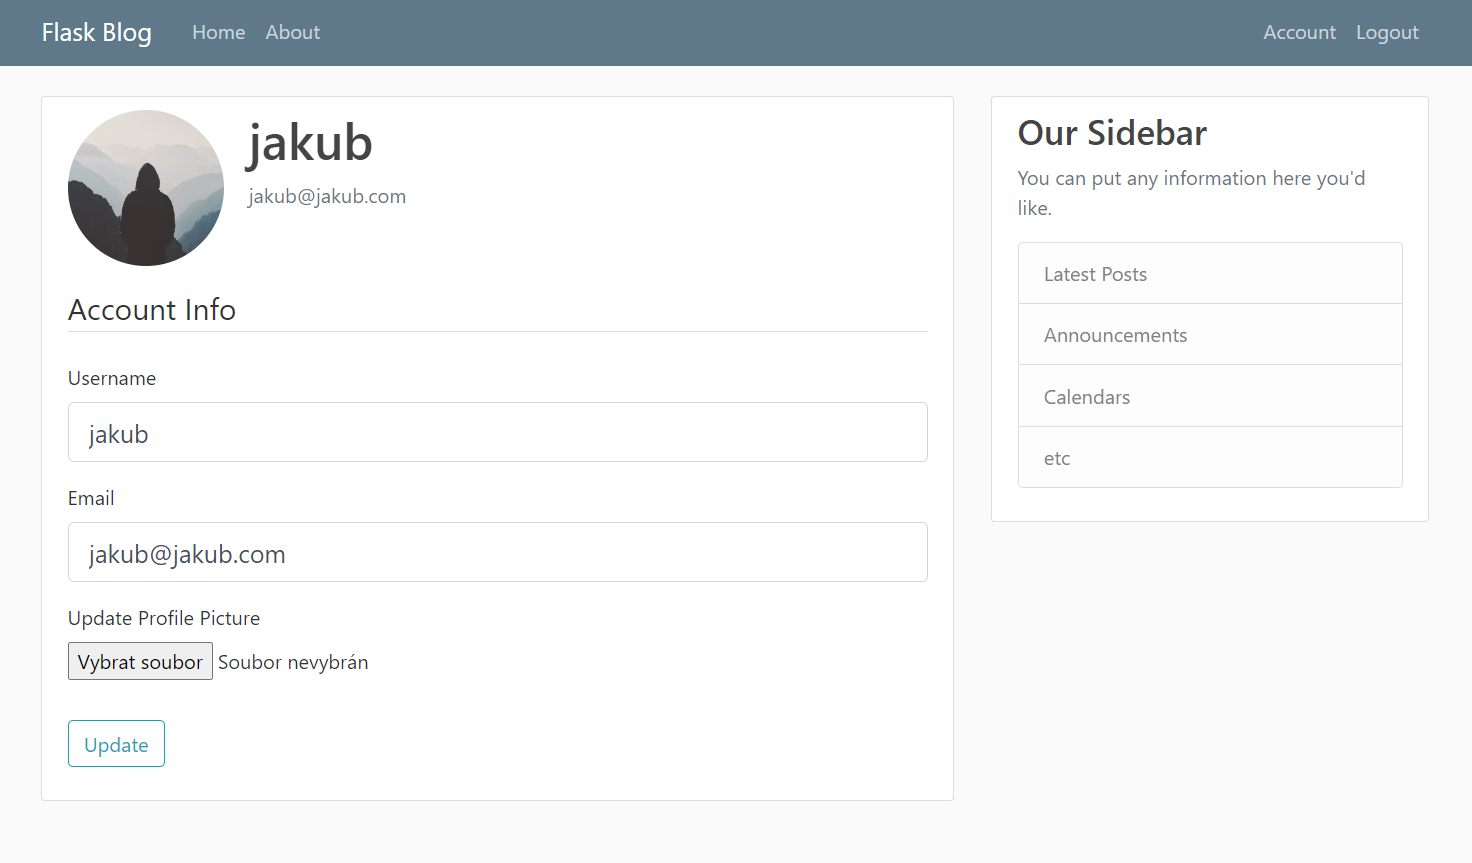 Flask Blog Home About Account Logout
jakub
jakub@jakub.com
Account Info
Username
jakub
Email
jakub@jakub.com
Update Profile Picture
Vybrat soubor Soubor nevybrán
Update
Our Sidebar
You can put any information here you'd
like.
Latest Posts
Announcements
Calendars
etc